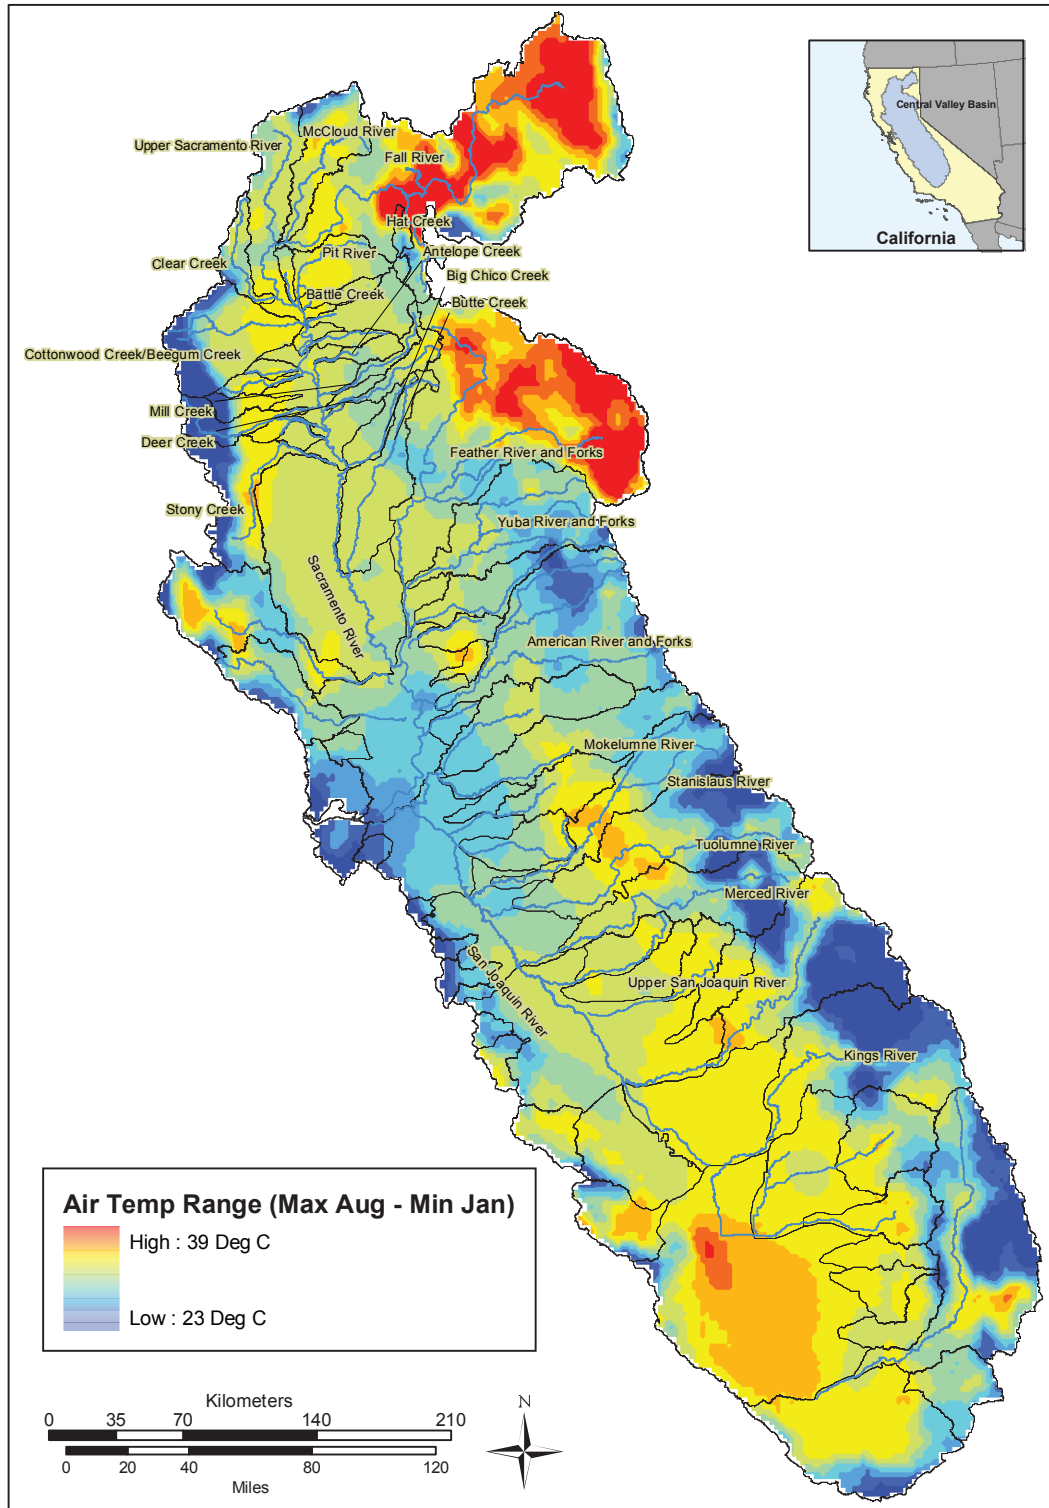 Central Valley Basin
California
McCloud River
Upper Sacramento River
Fall River
Hat Creek
Antelope Creek
Pit River
Clear Creek
Big Chico Creek
Battle Creek
Butte Creek
Cottonwood Creek/Beegum Creek
Mill Creek
Deer Creek
Feather River and Forks
Stony Creek
Yuba River and Forks
Sacramento River
American River and Forks
Mokelumne River
Stanislaus River
Tuolumne River
Merced River
San Joaquin River
Upper San Joaquin River
Kings River
Air Temp Range (Max Aug - Min Jan)
High : 39 Deg C
Low : 23 Deg C
Kilometers
0 35 70 140 210
0 20 40 80 120
Miles
N